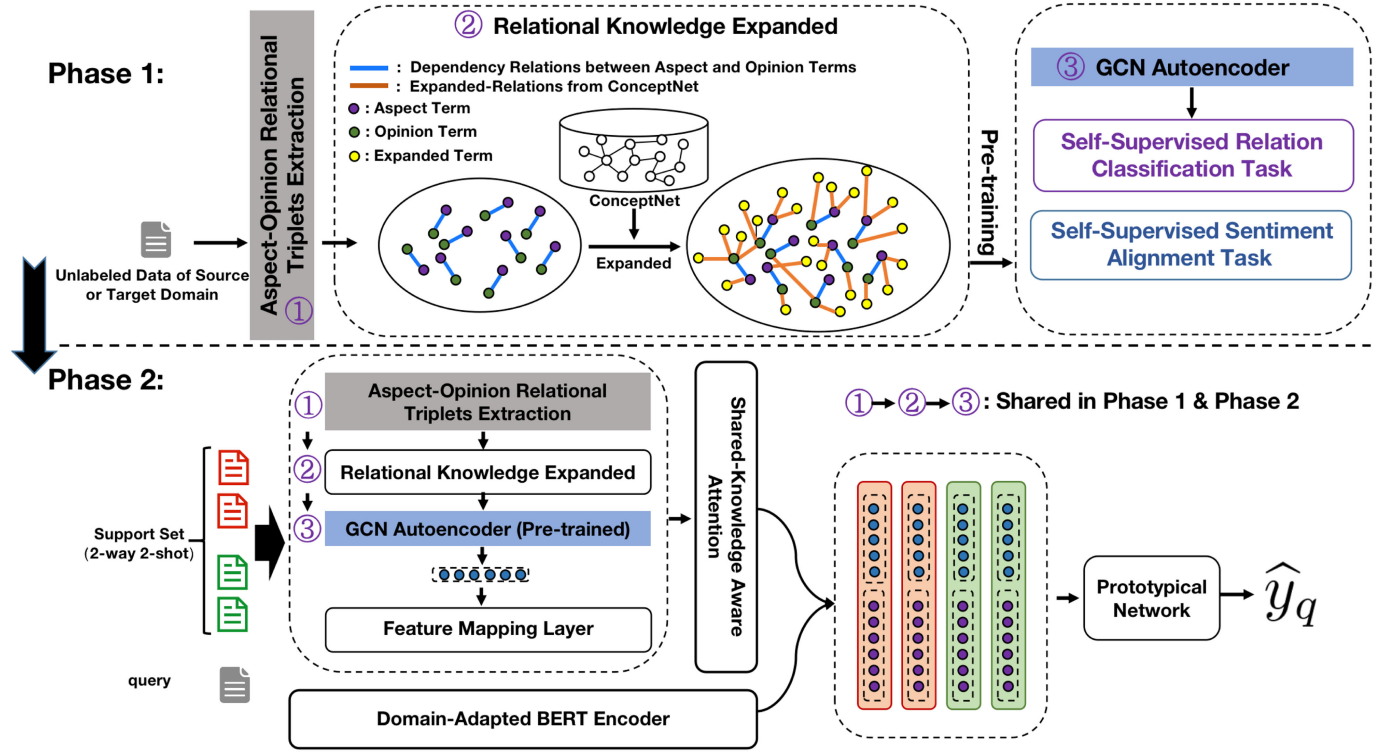 Phase 1:
Unlabeled Data of Source
or Target Domain
Aspect-Opinion Relational
Triplets Extraction
①
② Relational Knowledge Expanded
: Dependency Relations between Aspect and Opinion Terms
: Expanded-Relations from ConceptNet
: Aspect Term
: Opinion Term
: Expanded Term
ConceptNet
Expanded
Pre-training
③ GCN Autoencoder
Self-Supervised Relation
Classification Task
Self-Supervised Sentiment
Alignment Task
Phase 2:
Support Set
(2-way 2-shot)
query
①
Aspect-Opinion Relational
Triplets Extraction
② Relational Knowledge Expanded
③ GCN Autoencoder (Pre-trained)
Feature Mapping Layer
Domain-Adapted BERT Encoder
Shared-Knowledge Aware
Attention
① ② ③ : Shared in Phase 1 & Phase 2
Prototypical
Network
ŷq